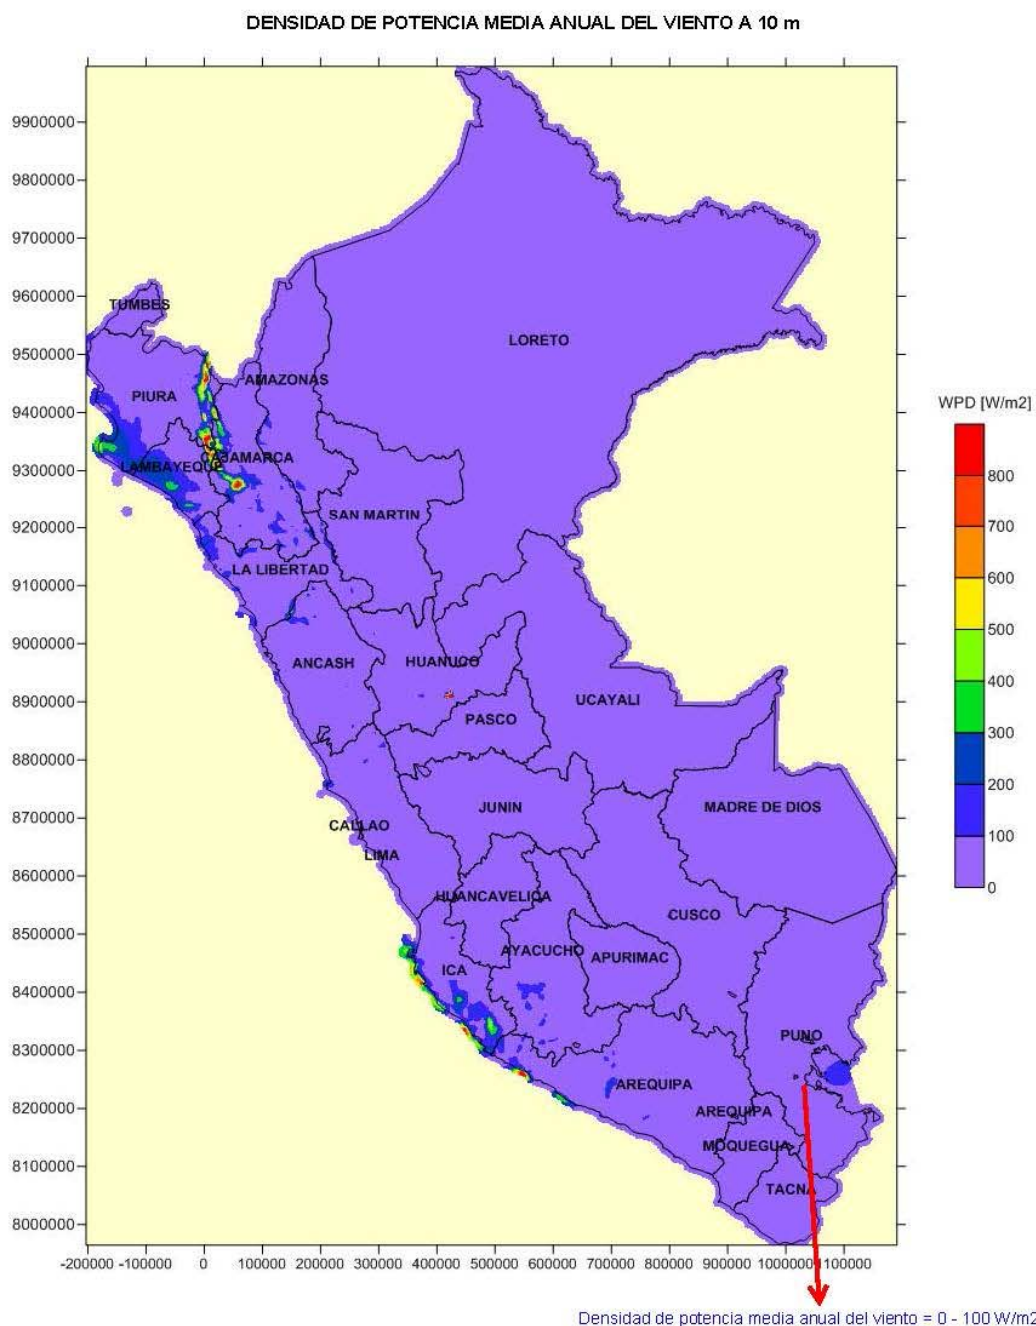 DENSIDAD DE POTENCIA MEDIA ANUAL DEL VIENTO A 10 m
9900000
9800000
9700000
9600000
9500000
9400000
9300000
9200000
9100000
9000000
8900000
8800000
8700000
8600000
8500000
8400000
8300000
8200000
8100000
8000000
TUMBES
LORETO
AMAZONAS
PIURA
CAJAMARCA
LAMBAYEQUE
SAN MARTIN
LA LIBERTAD
ANCASH
HUANUCO
UCAYALI
PASCO
JUNIN
MADRE DE DIOS
CALLAO
LIMA
HUANCAVELICA
CUSCO
AYACUCHO
APURIMAC
ICA
PUNO
AREQUIPA
AREQUIPA
MOQUEGUA
TACNA
WPD [W/m2]
800
700
600
500
400
300
200
100
0
-200000 -100000 0 100000 200000 300000 400000 500000 600000 700000 800000 900000 1000000 1100000
Densidad de potencia media anual del viento = 0 - 100 W/m2